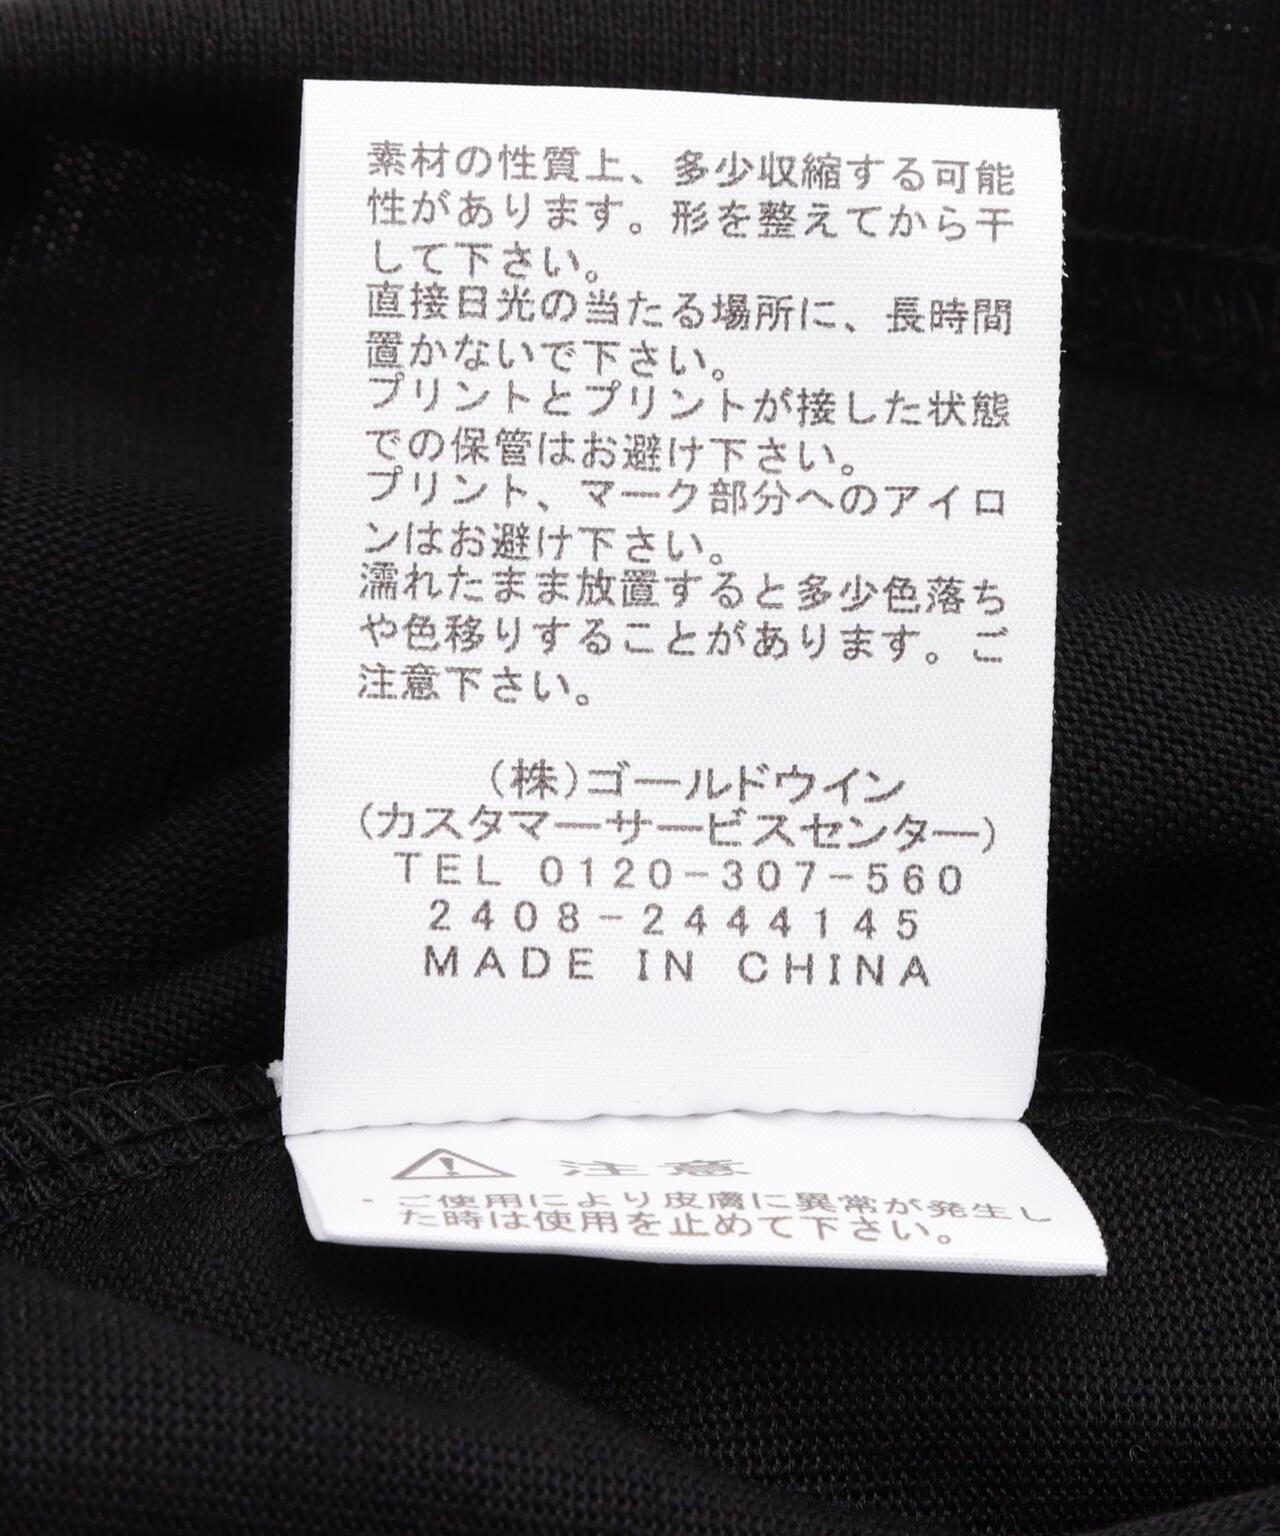 素材の性質上、多少収縮する可能
性があります。形を整えてから干
して下さい。
直接日光の当たる場所に、長時間
置かないで下さい。
プリントとプリントが接した状態
での保管はお避け下さい。
プリント、マーク部分へのアイロ
ンはお避け下さい。
濡れたまま放置すると多少色落ち
や色移りすることがあります。ご
注意下さい。
(株)ゴールドウイン
(カスタマーサービスセンター)
TEL 0120-307-560
2408-2444145
MADE IN CHINA
注意
・ご使用により皮膚に異常が発生し
た時は使用を止めて下さい。